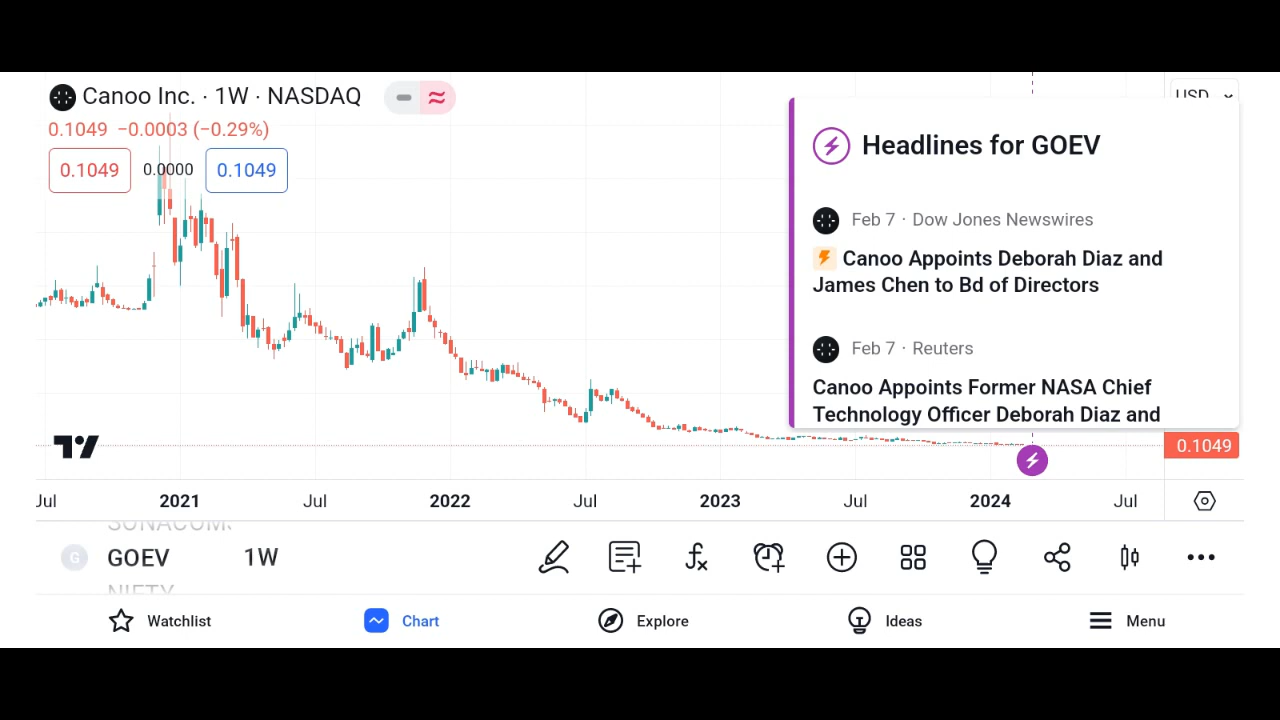 Canoo Inc. · 1W · NASDAQ
USD
0.1049 −0.0003 (−0.29%)
0.1049 0.0000 0.1049
Headlines for GOEV
Feb 7 · Dow Jones Newswires
Canoo Appoints Deborah Diaz and
James Chen to Bd of Directors
Feb 7 · Reuters
Canoo Appoints Former NASA Chief
Technology Officer Deborah Diaz and
0.1049
Jul 2021 Jul 2022 Jul 2023 Jul 2024 Jul
G GOEV 1W
NIFTY
Watchlist Chart Explore Ideas Menu